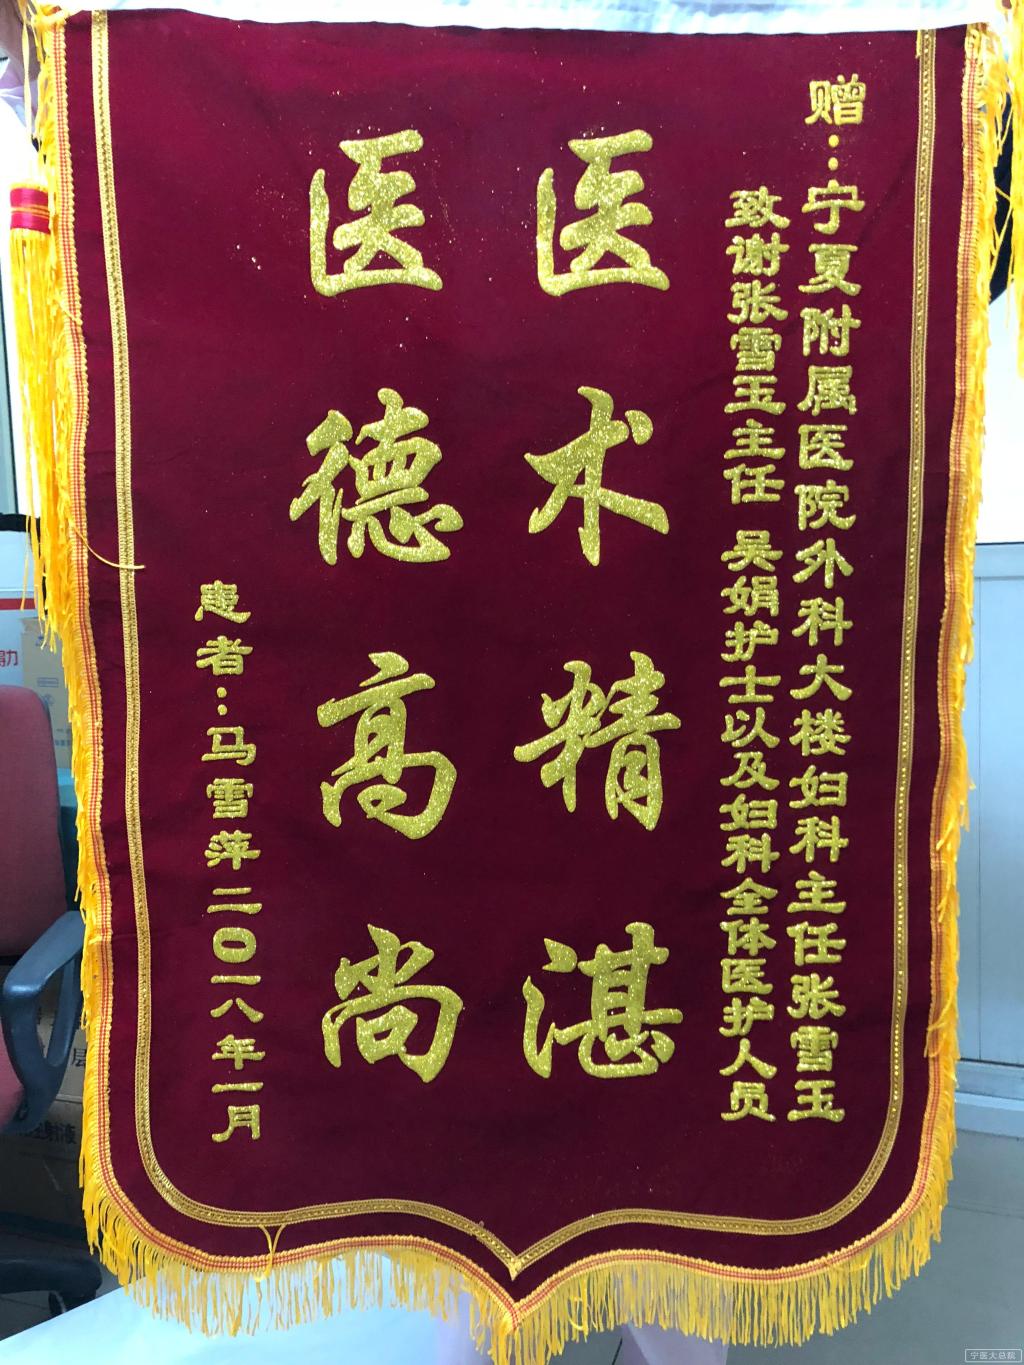 赠：宁夏附属医院外科大楼妇科主任张雪玉
致谢张雪玉主任 吴娟护士以及妇科全体医护人员
医术精湛
医德高尚
患者：马雪萍二〇一八年一月
宁医大总院